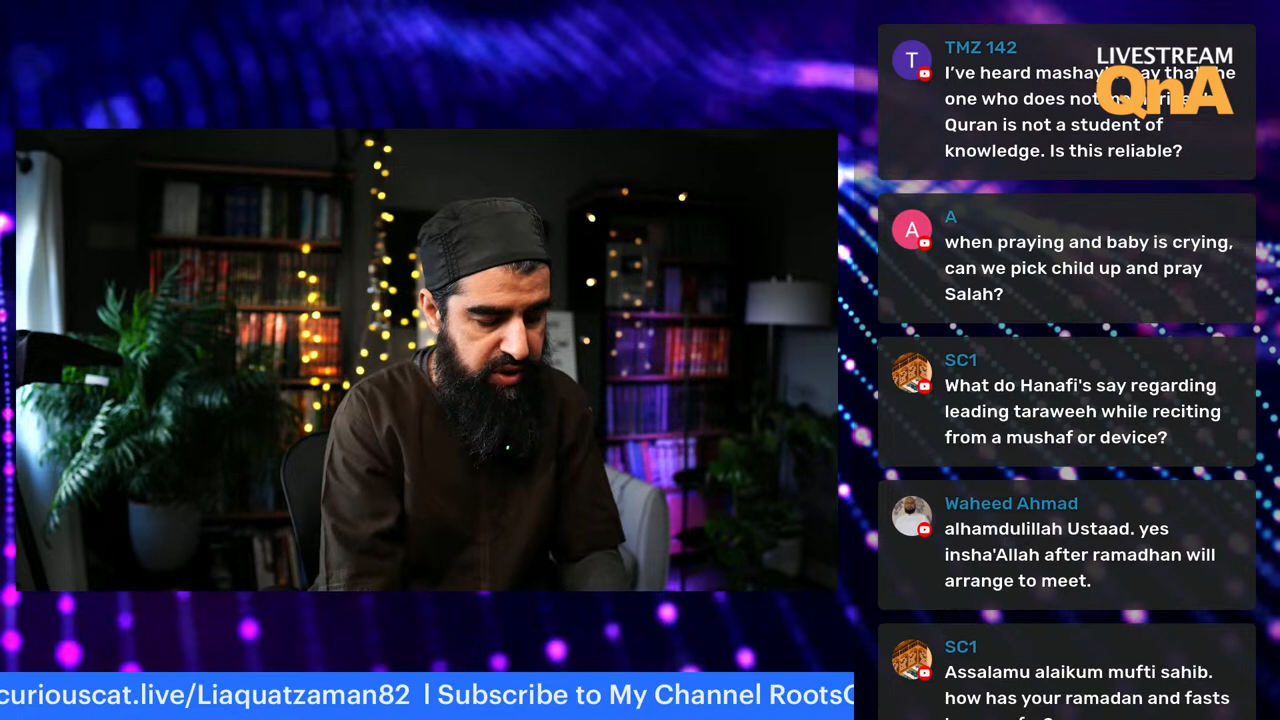 TMZ 142
LIVESTREAM
QnA
I've heard that
one who does not
Quran is not a student of
knowledge. Is this reliable?
A
when praying and baby is crying,
can we pick child up and pray
Salah?
SC1
What do Hanafi's say regarding
leading taraweeh while reciting
from a mushaf or device?
Waheed Ahmad
alhamdulillah Ustaad. yes
insha'Allah after ramadhan will
arrange to meet.
SC1
Assalamu alaikum mufti sahib.
how has your ramadan and fasts
curiouscat.live/Liaquatzaman82 | Subscribe to My Channel Roots
T
A